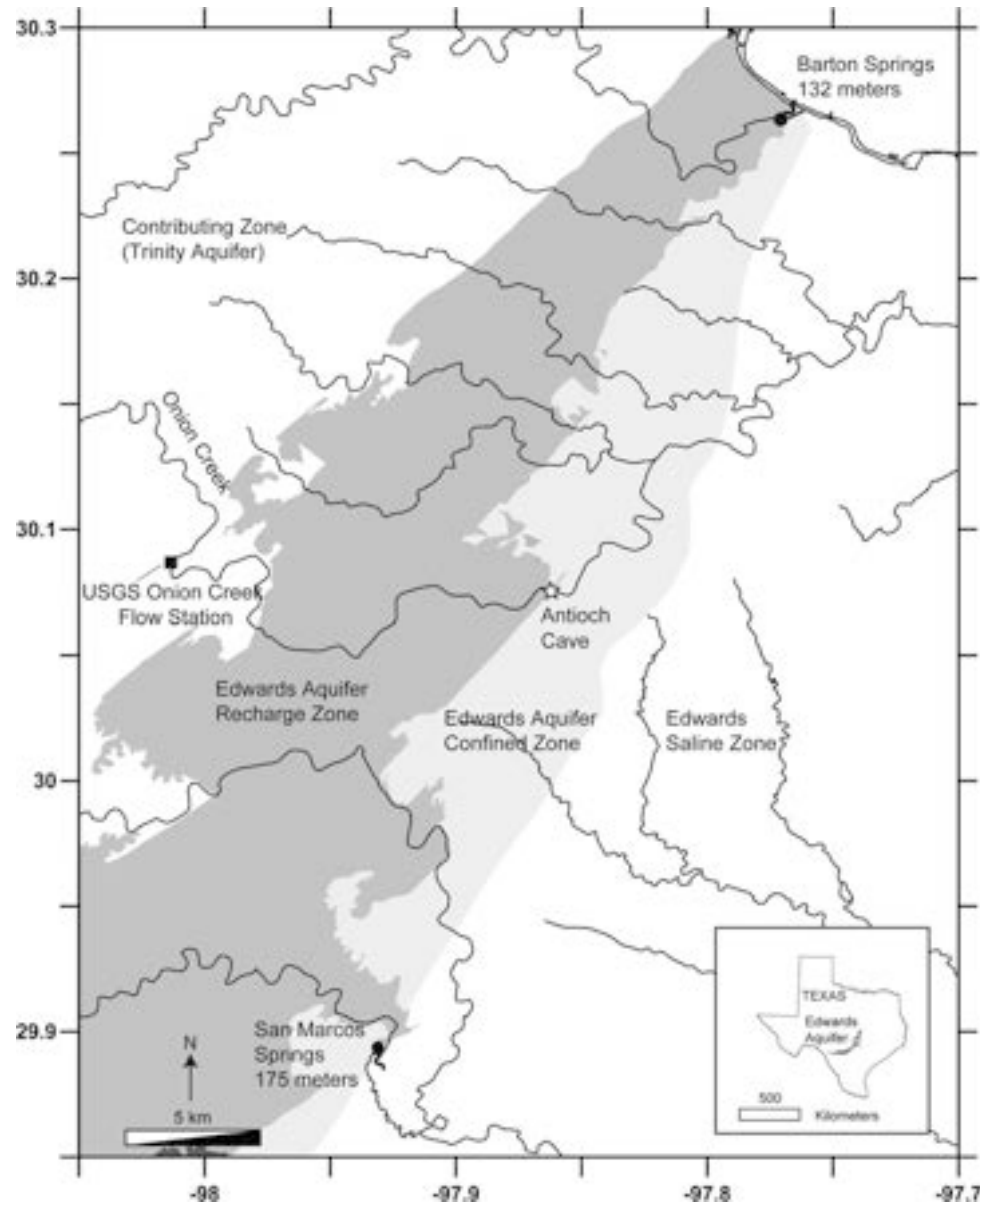 30.3
Barton Springs
132 meters
Contributing Zone
(Trinity Aquifer)
30.2
Onion Creek
30.1
USGS Onion Creek
Flow Station
Antioch
Cave
Edwards Aquifer
Recharge Zone
Edwards Aquifer
Confined Zone
Edwards
Saline Zone
30
TEXAS
Edwards
Aquifer
500
Kilometers
29.9
San Marcos
Springs
175 meters
N
5 km
-98
-97.9
-97.8
-97.7